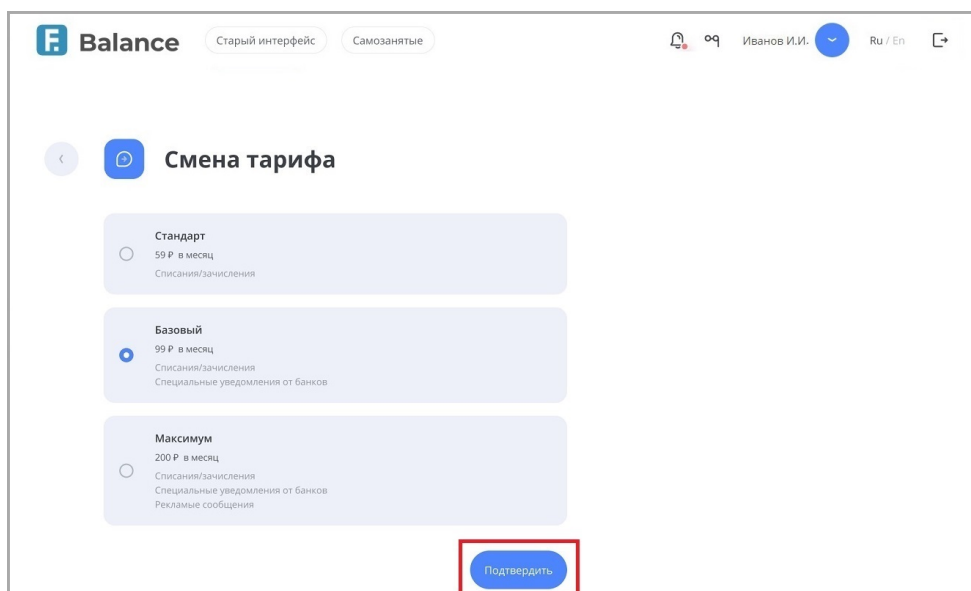 F. Balance
Старый интерфейс
Самозанятые
Иванов И.И.
Ru / En
Смена тарифа
Стандарт
59 ₽ в месяц
Списания/зачисления
Базовый
99 ₽ в месяц
Списания/зачисления
Специальные уведомления от банков
Максимум
200 ₽ в месяц
Списания/зачисления
Специальные уведомления от банков
Рекламые сообщения
Подтвердить